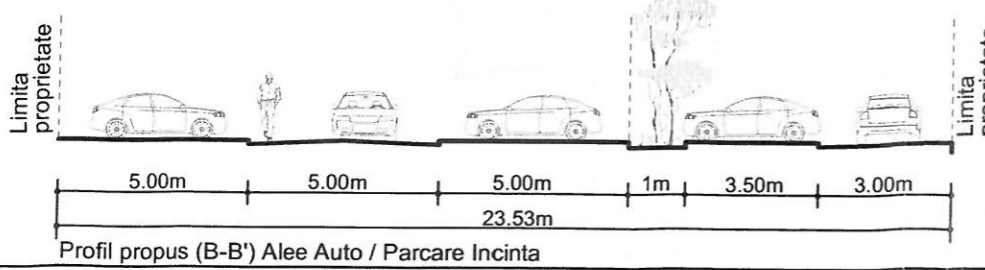 Limita
proprietate
Limita
5.00m 5.00m 5.00m 1m 3.50m 3.00m
23.53m
Profil propus (B-B') Alee Auto / Parcare Incinta